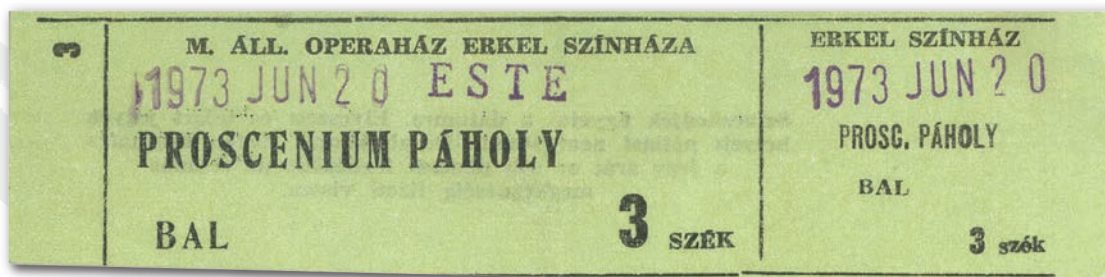 3
M. ÁLL. OPERAHÁZ ERKEL SZÍNHÁZA
1973 JUN 20 ESTE
PROSCENIUM PÁHOLY
BAL
3 SZÉK
ERKEL SZÍNHÁZ
1973 JUN 20
PROSC. PÁHOLY
BAL
3 szék